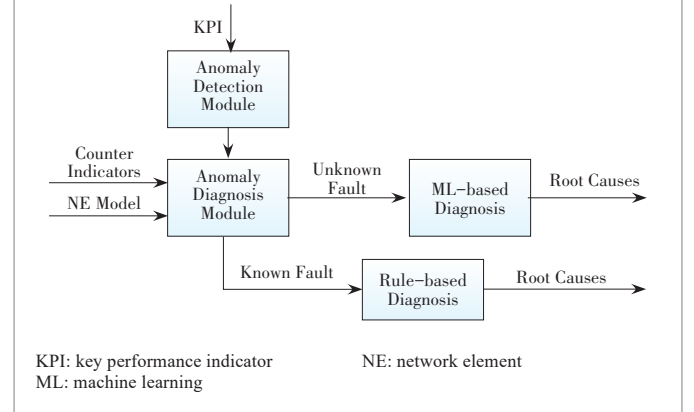 KPI
Anomaly
Detection
Module
Counter
Indicators
NE Model
Anomaly
Diagnosis
Module
Unknown
Fault
ML−based
Diagnosis
Root Causes
Known Fault
Rule−based
Diagnosis
Root Causes
KPI: key performance indicator
NE: network element
ML: machine learning